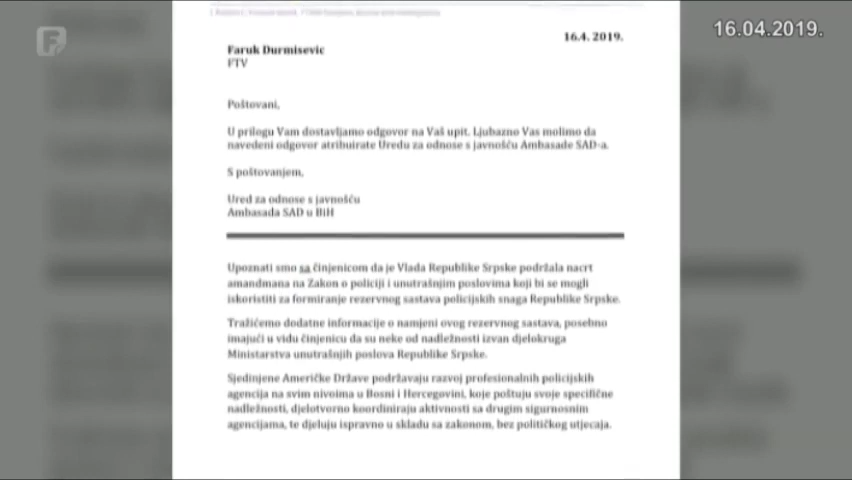 16.04.2019.
16.4. 2019.
Faruk Durmisevic
FTV
Poštovani,
U prilogu Vam dostavljamo odgovor na Vaš upit. Ljubazno Vas molimo da
navedeni odgovor atribuirate Uredu za odnose s javnošću Ambasade SAD-a.
S poštovanjem,
Ured za odnose s javnošću
Ambasada SAD u BiH
Upoznati smo sa činjenicom da je Vlada Republike Srpske podržala nacrt
amandmana na Zakon o policiji i unutrašnjim poslovima koji bi se mogli
iskoristiti za formiranje rezervnog sastava policijskih snaga Republike Srpske.
Tražićemo dodatne informacije o namjeni ovog rezervnog sastava, posebno
imajući u vidu činjenicu da su neke od nadležnosti izvan djelokruga
Ministarstva unutrašnjih poslova Republike Srpske.
Sjedinjene Američke Države podržavaju razvoj profesionalnih policijskih
agencija na svim nivoima u Bosni i Hercegovini, koje poštuju svoje specifične
nadležnosti, djelotvorno koordiniraju aktivnosti sa drugim sigurnosnim
agencijama, te djeluju ispravno u skladu sa zakonom, bez političkog utjecaja.